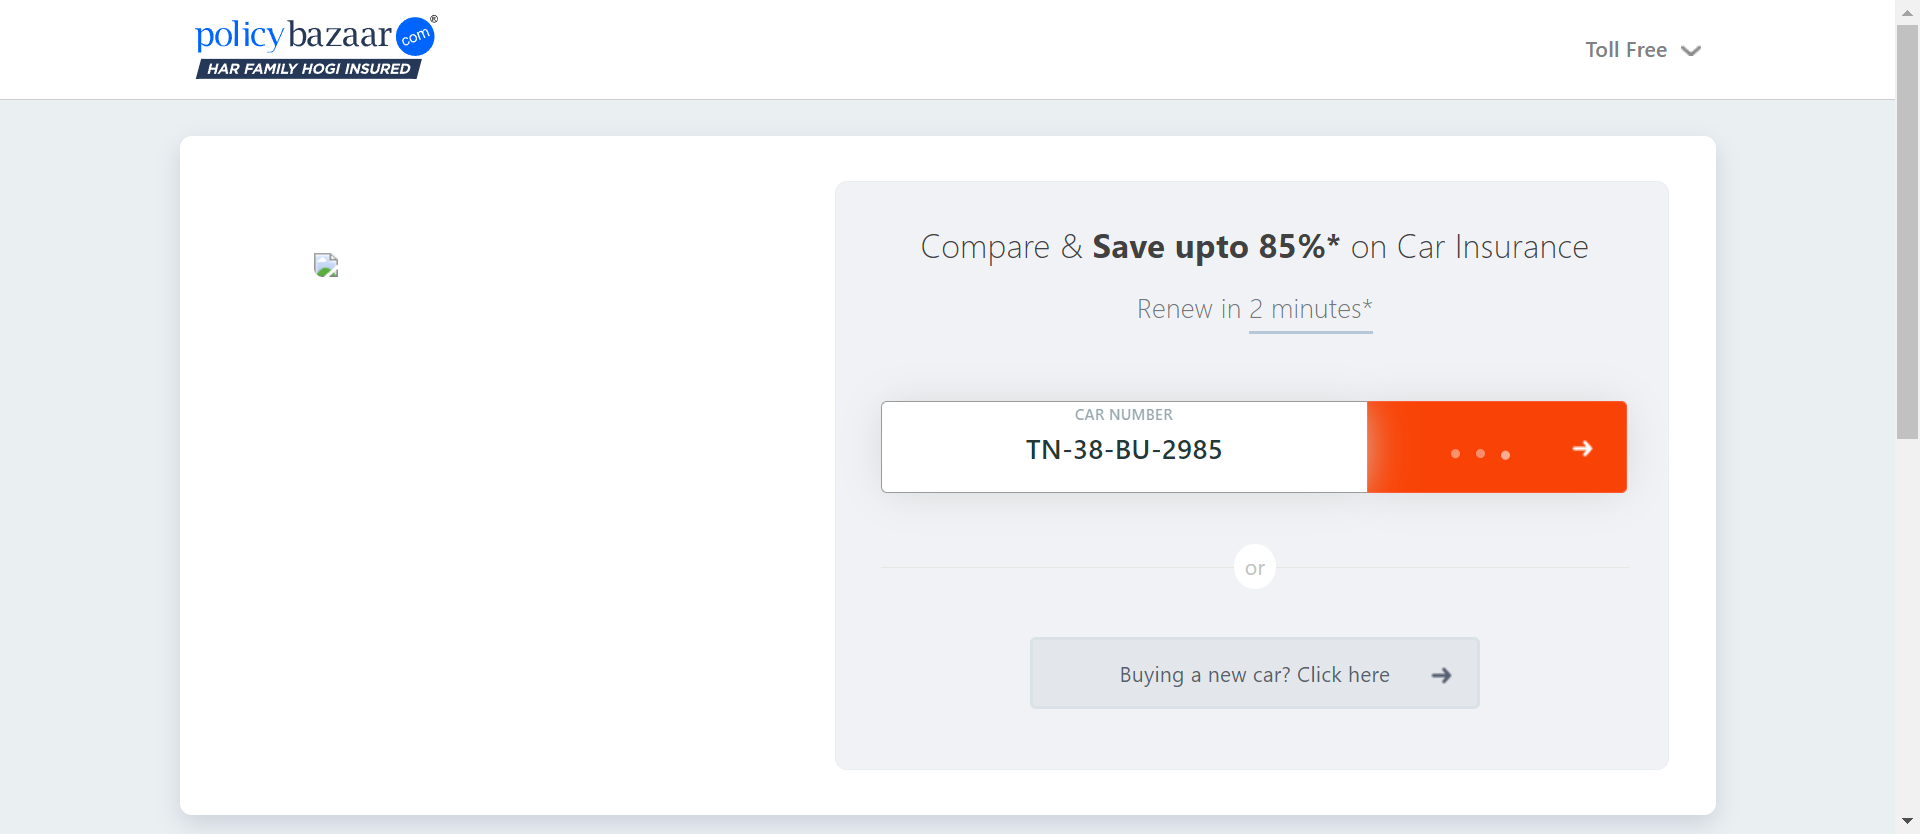 policybazaar.com®
HAR FAMILY HOGI INSURED
Toll Free
Compare & Save upto 85%* on Car Insurance
Renew in 2 minutes*
CAR NUMBER
TN-38-BU-2985
or
Buying a new car? Click here